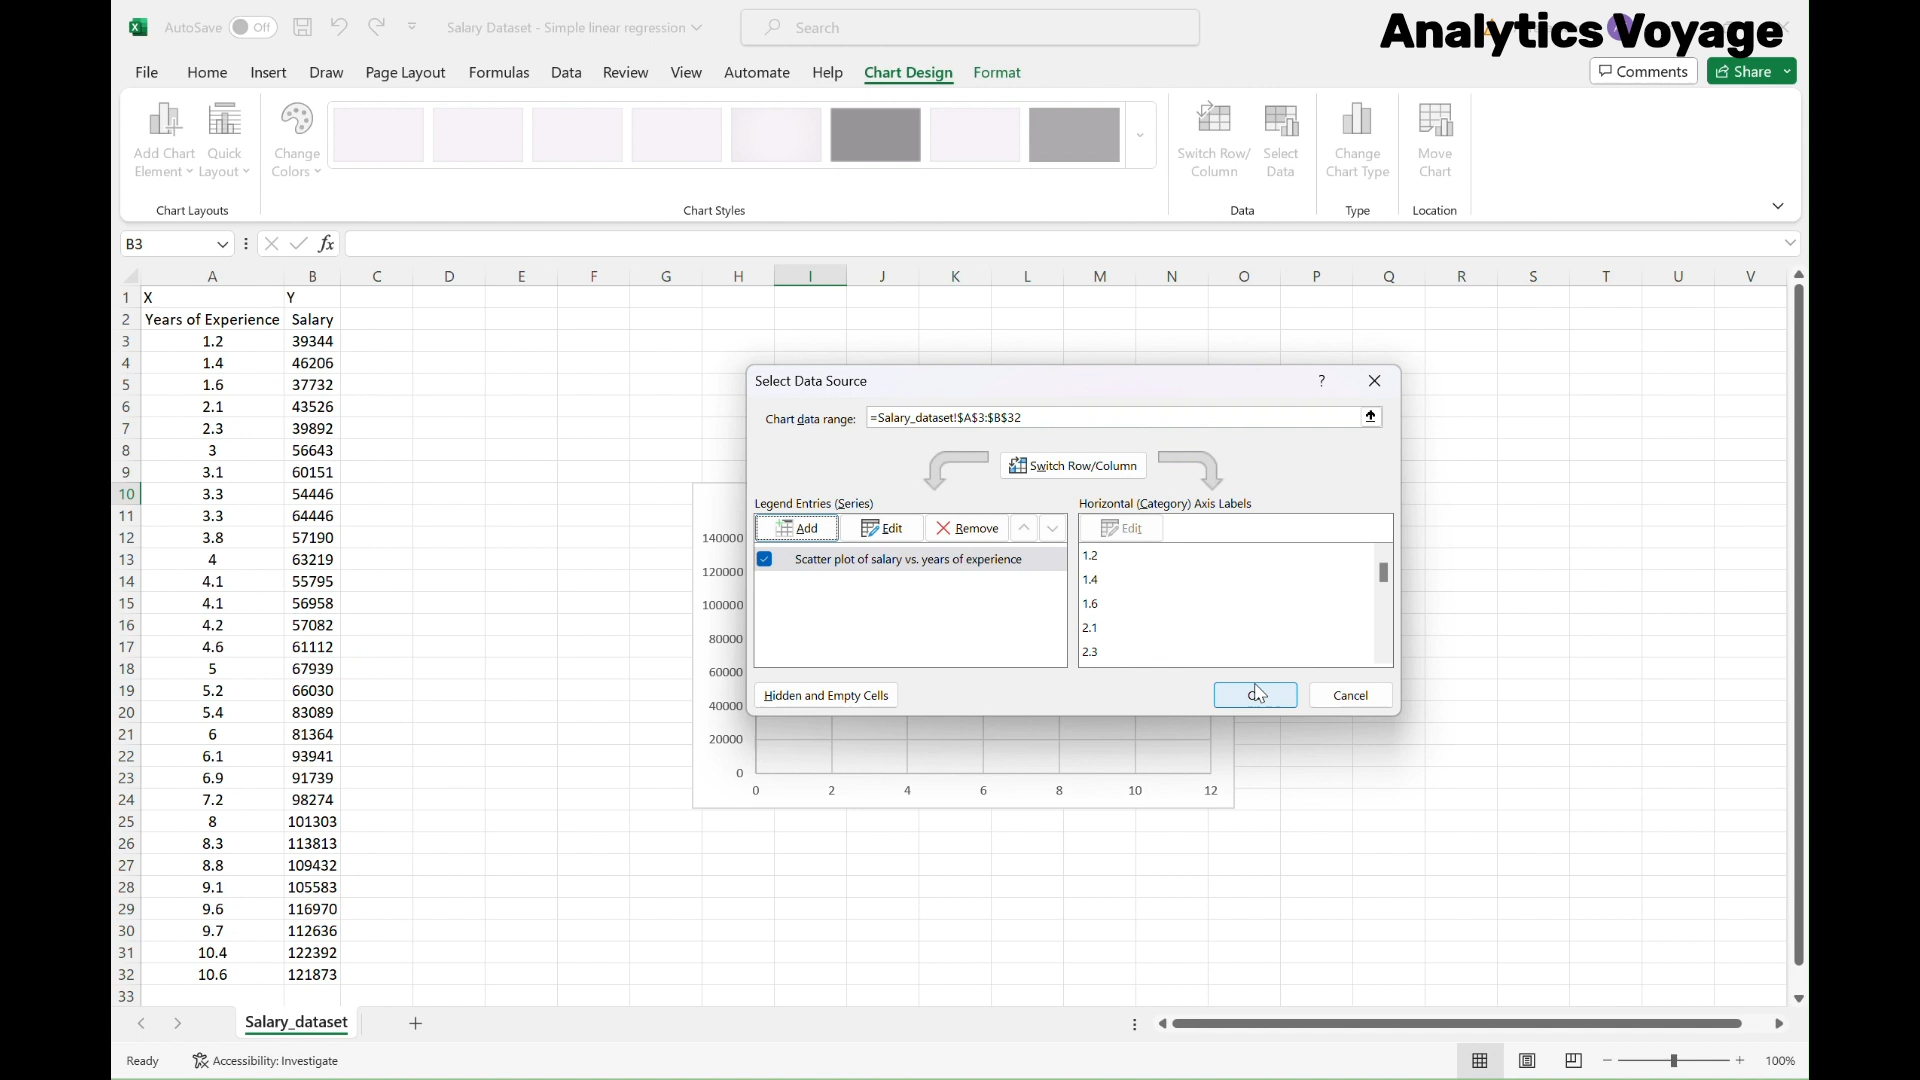 AutoSave Off Salary Dataset - Simple linear regression Search Analytics Voyage
File Home Insert Draw Page Layout Formulas Data Review View Automate Help Chart Design Format Comments Share
Add Chart Element
Quick Layout
Change Colors
Switch Row/ Column
Select Data
Change Chart Type
Move Chart
Chart Layouts Chart Styles Data Type Location
B3 fx
A B C D E F G H I J K L M N O P Q R S T U V
1 X Y
2 Years of Experience Salary
3 1.2 39344
4 1.4 46206
5 1.6 37732
6 2.1 43526
7 2.3 39892
8 3 56643
9 3.1 60151
10 3.3 54446
11 3.3 64446
12 3.8 57190
13 4 63219
14 4.1 55795
15 4.1 56958
16 4.2 57082
17 4.6 61112
18 5 67939
19 5.2 66030
20 5.4 83089
21 6 81364
22 6.1 93941
23 6.9 91739
24 7.2 98274
25 8 101303
26 8.3 113813
27 8.8 109432
28 9.1 105583
29 9.6 116970
30 9.7 112636
31 10.4 122392
32 10.6 121873
33
Select Data Source ?
Chart data range: =Salary_dataset!$A$3:$B$32
Switch Row/Column
Legend Entries (Series) Horizontal (Category) Axis Labels
Add Edit Remove Edit
Scatter plot of salary vs. years of experience
1.2
1.4
1.6
2.1
2.3
Hidden and Empty Cells Cancel
140000
120000
100000
80000
60000
40000
20000
0
0 2 4 6 8 10 12
Salary_dataset
Ready Accessibility: Investigate 100%